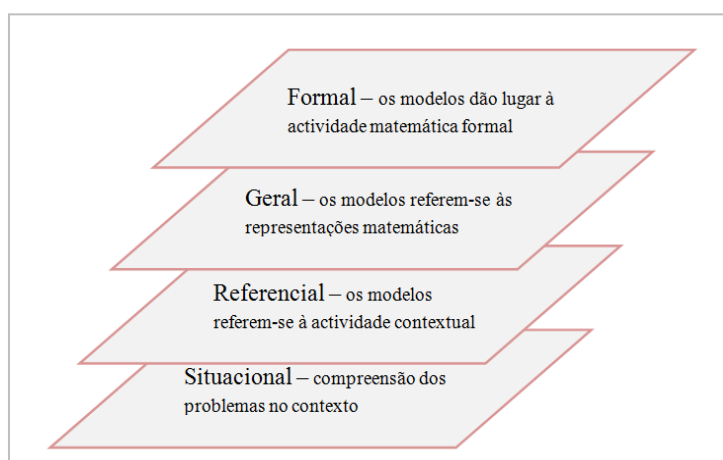 Formal – os modelos dão lugar à
actividade matemática formal
Geral – os modelos referem-se às
representações matemáticas
Referencial – os modelos
referem-se à actividade contextual
Situacional – compreensão dos
problemas no contexto